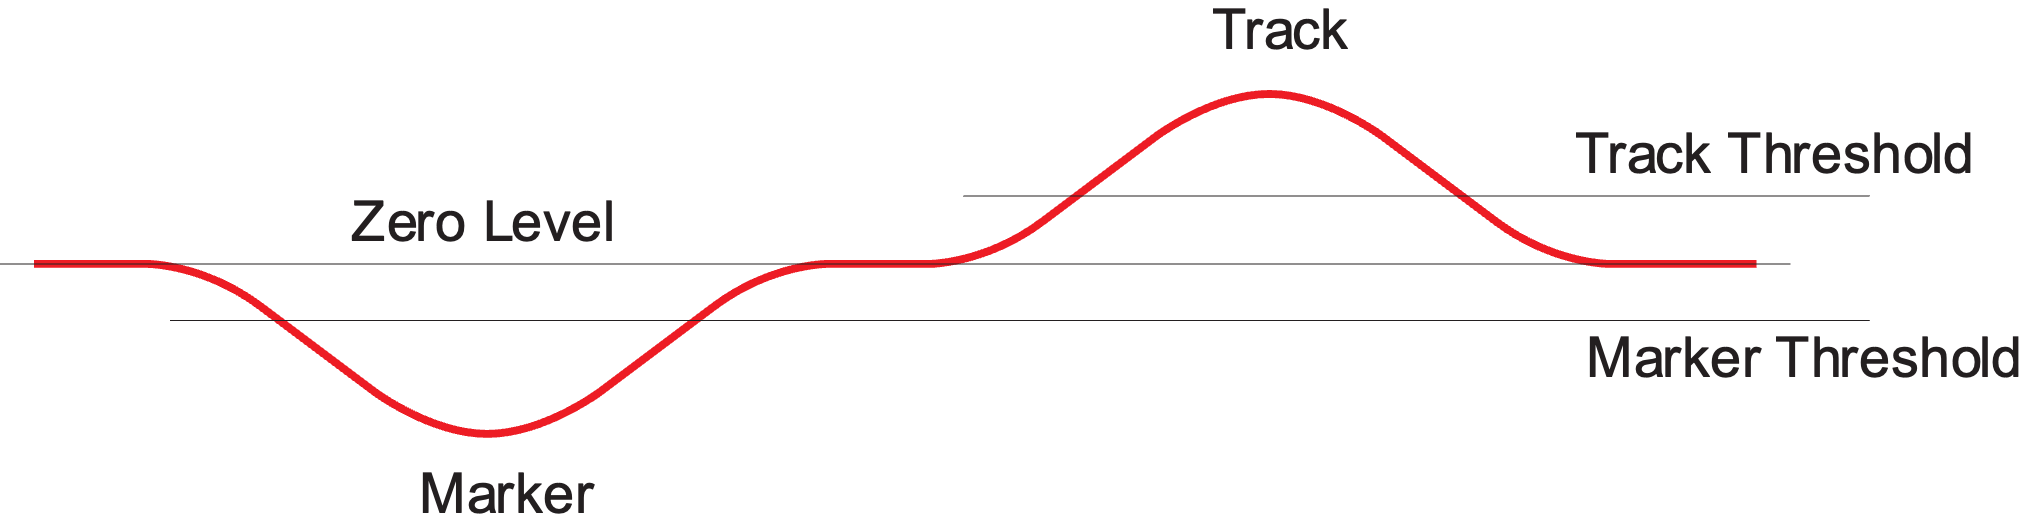 Track
Track Threshold
Zero Level
Marker Threshold
Marker